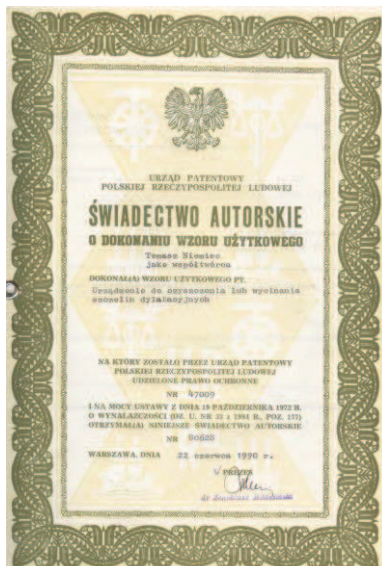 URZĄD PATENTOWY
POLSKIEJ RZECZYPOSPOLITEJ LUDOWEJ
ŚWIADECTWO AUTORSKIE
O DOKONANIU WZORU UŻYTKOWEGO
Tomasz Niemiec
jako współtwórca
DOKONAŁ(A) WZORU UŻYTKOWEGO PT.
Urządzenie do czyszczenia lub wycinania
szczelin dylatacyjnych
NA KTÓRY ZOSTAŁO PRZEZ URZĄD PATENTOWY
POLSKIEJ RZECZYPOSPOLITEJ LUDOWEJ
UDZIELONE PRAWO OCHRONNE
NR 47009
I NA MOCY USTAWY Z DNIA 19 PAŹDZIERNIKA 1972 R.
O WYNALAZCZOŚCI (DZ. U. NR 33 z 1984 R., POZ. 177)
OTRZYMAŁ(A) NINIEJSZE ŚWIADECTWO AUTORSKIE
NR
WARSZAWA, DNIA 22 czerwca 1990 r.
PREZES